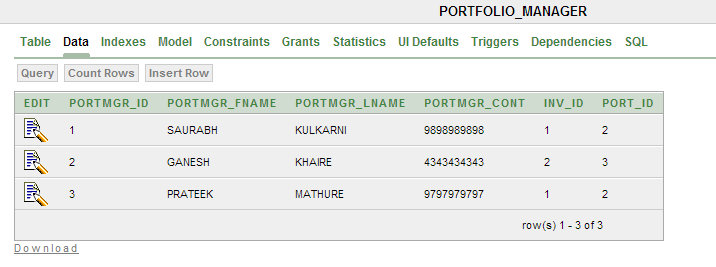 PORTFOLIO_MANAGER
Table Data Indexes Model Constraints Grants Statistics UI Defaults Triggers Dependencies SQL
Query Count Rows Insert Row
EDIT PORTMGR_ID PORTMGR_FNAME PORTMGR_LNAME PORTMGR_CONT INV_ID PORT_ID
1 SAURABH KULKARNI 9898989898 1 2
2 GANESH KHAIRE 4343434343 2 3
3 PRATEEK MATHURE 9797979797 1 2
row(s) 1 - 3 of 3
Download